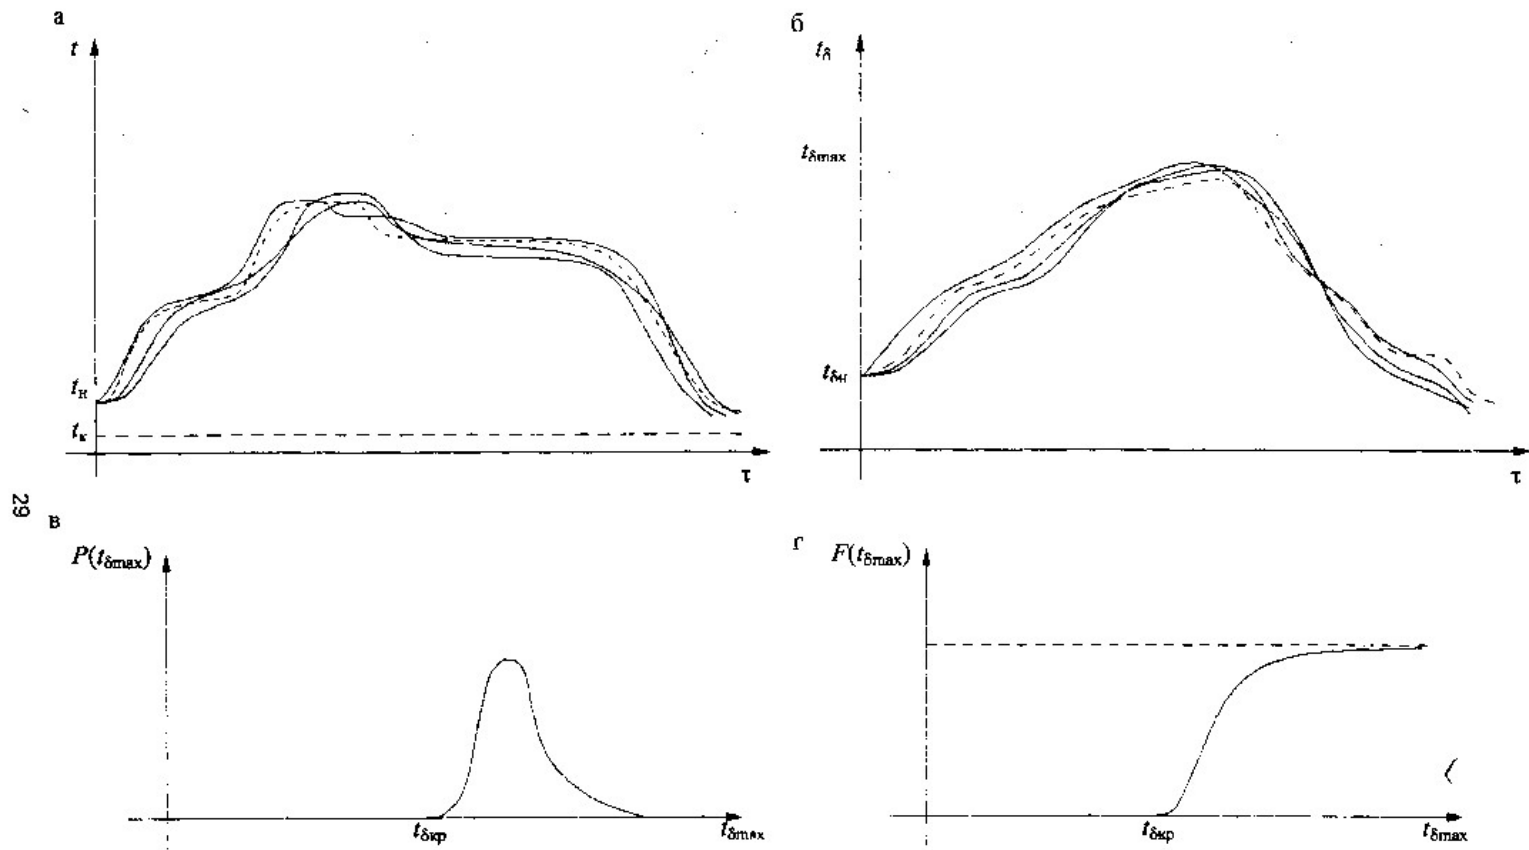 а
t
tн
tк
τ
б
tδ
tδmax
tδн
τ
29
в
P(tδmax)
tδкр
tδmax
г
F(tδmax)
tδкр
tδmax